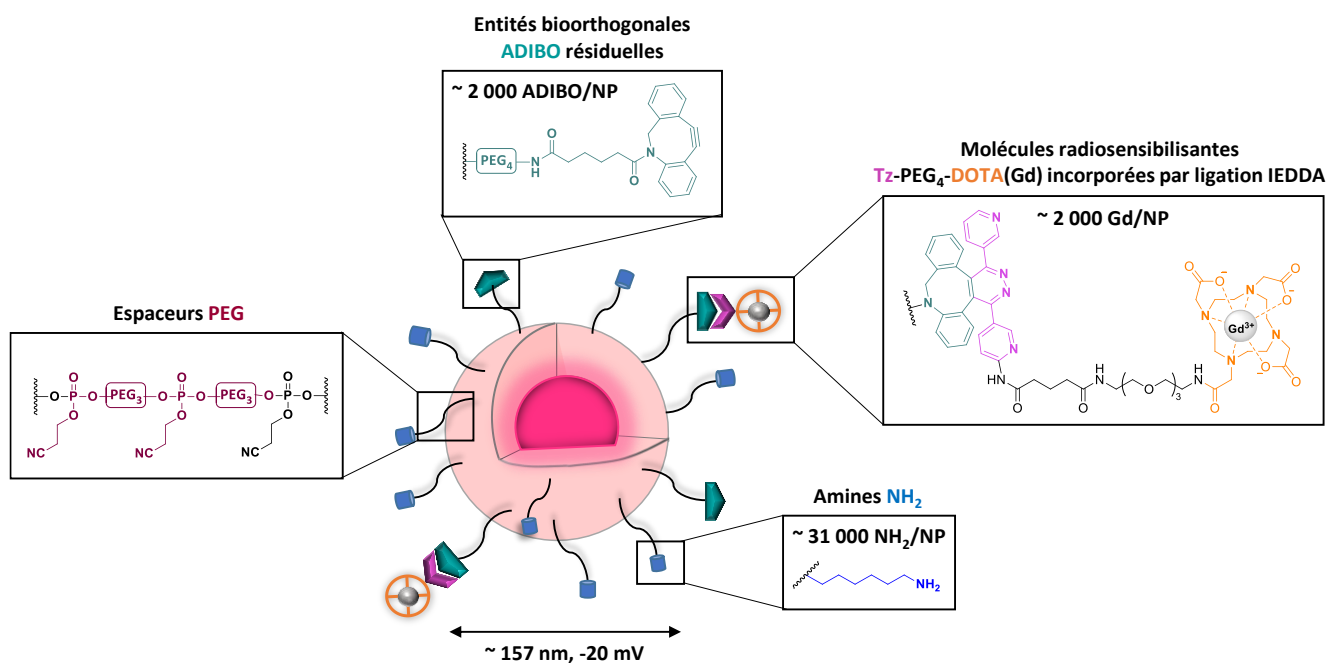 Entités bioorthogonales
ADIBO résiduelles
~ 2 000 ADIBO/NP
PEG₄
N
H
O
O
N
Molécules radiosensibilisantes
Tz-PEG₄-DOTA(Gd) incorporées par ligation IEDDA
~ 2 000 Gd/NP
N
N
N
N
N
HN
O
O
H
N
O
3
HN
O
N
N
N
N
O
O⁻
O
O⁻
O
O⁻
Gd³⁺
Espaceurs PEG
O
O P O PEG₃ O P O PEG₃ O P O
O
O
O
O
O
NC
NC
NC
Amines NH₂
~ 31 000 NH₂/NP
NH₂
~ 157 nm, -20 mV